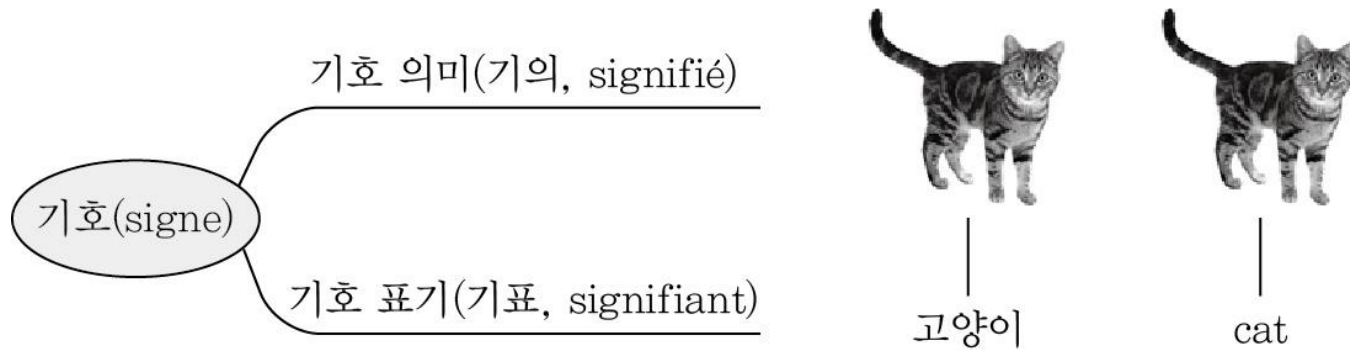 기호 의미(기의, signifié)
기호(signe)
기호 표기(기표, signifiant)
고양이
cat